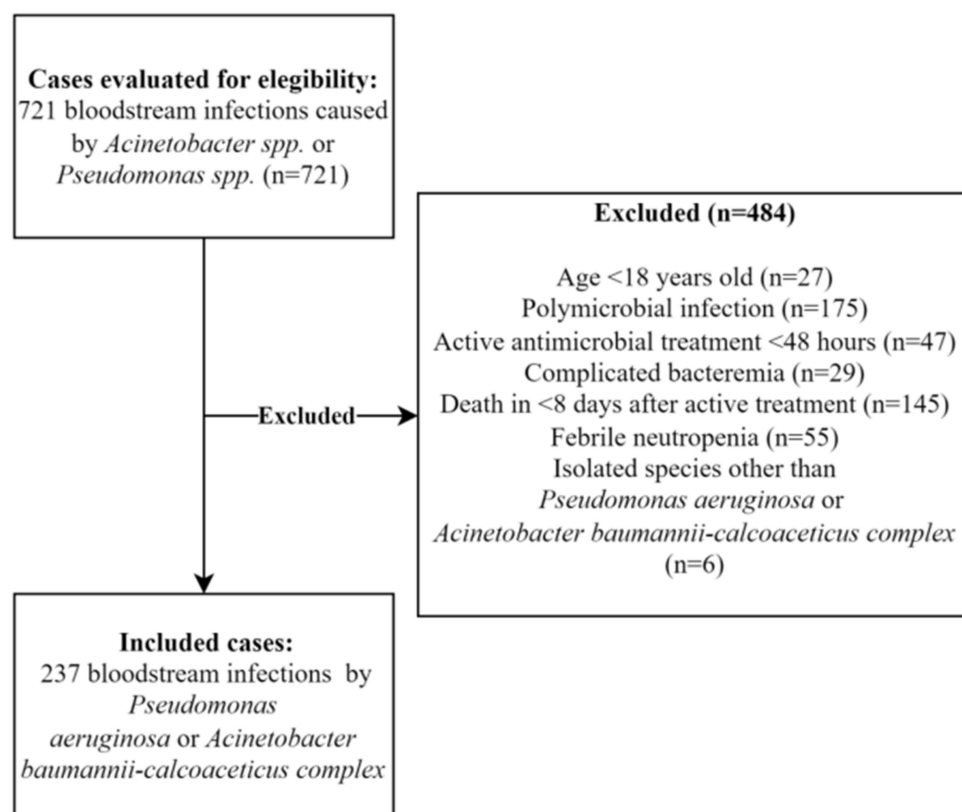 Cases evaluated for elegibility:
721 bloodstream infections caused
by Acinetobacter spp. or
Pseudomonas spp. (n=721)
Excluded (n=484)
Age <18 years old (n=27)
Polymicrobial infection (n=175)
Active antimicrobial treatment <48 hours (n=47)
Complicated bacteremia (n=29)
Death in <8 days after active treatment (n=145)
Febrile neutropenia (n=55)
Isolated species other than
Pseudomonas aeruginosa or
Acinetobacter baumannii-calcoaceticus complex
(n=6)
Excluded
Included cases:
237 bloodstream infections by
Pseudomonas
aeruginosa or Acinetobacter
baumannii-calcoaceticus complex